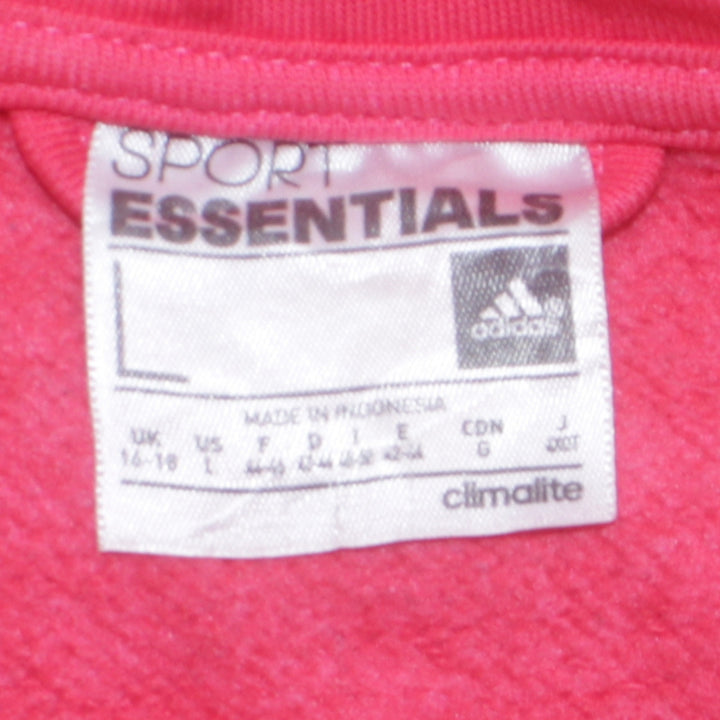 SPORT
ESSENTIALS
L
adidas
MADE IN INDONESIA
UK US F D I E CDN J
16-18 L 44-46 42-44 48-50 42-44 G OXOT
climalite